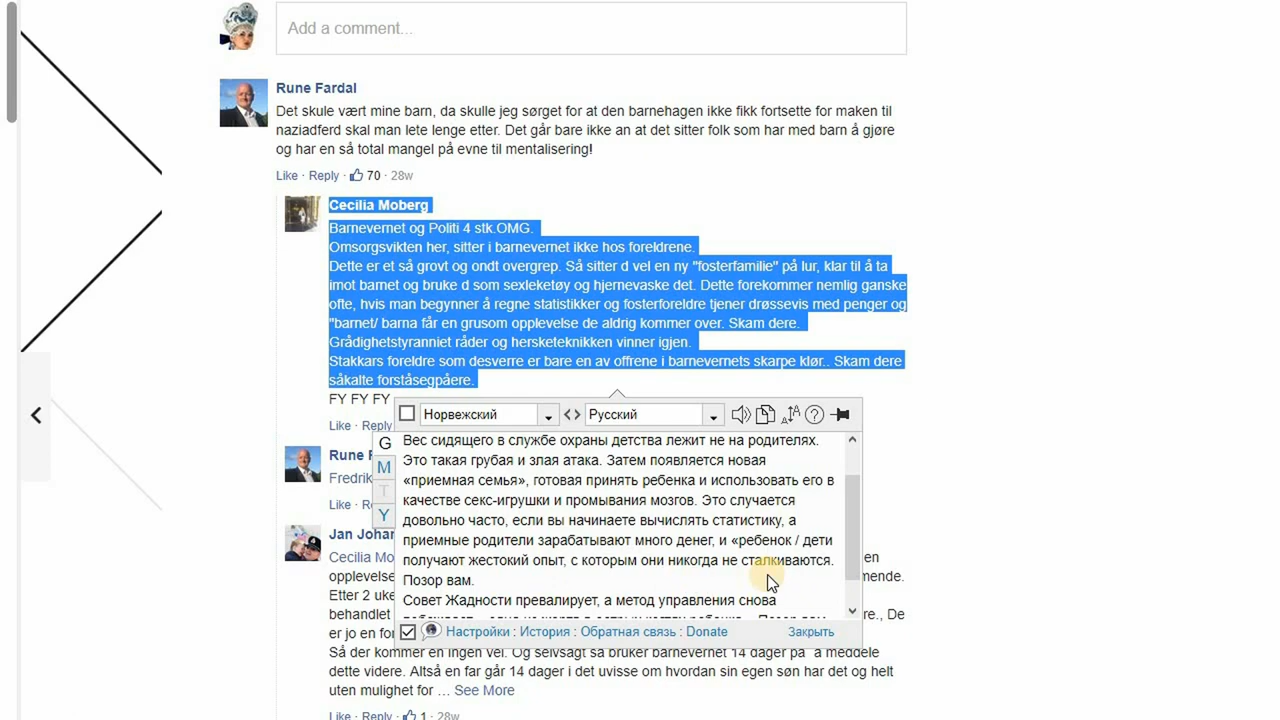 Add a comment...
Rune Fardal
Det skule vært mine barn, da skulle jeg sørget for at den barnehagen ikke fikk fortsette for maken til
naziadferd skal man lete lenge etter. Det går bare ikke an at det sitter folk som har med barn å gjøre
og har en så total mangel på evne til mentalisering!
Like · Reply · 70 · 28w
Cecilia Moberg
Barnevernet og Politi 4 stk.OMG.
Omsorgsvikten her, sitter i barnevernet ikke hos foreldrene.
Dette er et så grovt og ondt overgrep. Så sitter d vel en ny "fosterfamilie" på lur, klar til å ta
imot barnet og bruke d som sexleketøy og hjernevaske det. Dette forekommer nemlig ganske
ofte, hvis man begynner å regne statistikker og fosterforeldre tjener drøssevis med penger og
"barnet/ barna får en grusom opplevelse de aldrig kommer over. Skam dere.
Grådighetstyranniet råder og hersketeknikken vinner igjen.
Stakkars foreldre som desverre er bare en av offrene i barnevernets skarpe klør.. Skam dere
såkalte forståsegpåere.
FY FY FY
Like · Reply
Норвежский
Русский
G
M
T
Y
Вес сидящего в службе охраны детства лежит не на родителях.
Это такая грубая и злая атака. Затем появляется новая
«приемная семья», готовая принять ребенка и использовать его в
качестве секс-игрушки и промывания мозгов. Это случается
довольно часто, если вы начинаете вычислять статистику, а
приемные родители зарабатывают много денег, и «ребенок / дети
получают жестокий опыт, с которым они никогда не сталкиваются.
Позор вам.
Совет Жадности превалирует, а метод управления снова
Настройки : История : Обратная связь : Donate
Закрыть
Rune F
Fredrik
Like · Re
Jan Johar
Cecilia Mo
en
opplevelse
mende.
Etter 2 uke
behandlet
re., De
er jo en for
Så der kommer en ingen vei. Og selvsagt så bruker barnevernet 14 dager på å meddele
dette videre. Altså en far går 14 dager i det uvisse om hvordan sin egen søn har det og helt
uten mulighet for … See More
Like · Reply · 1 · 28w